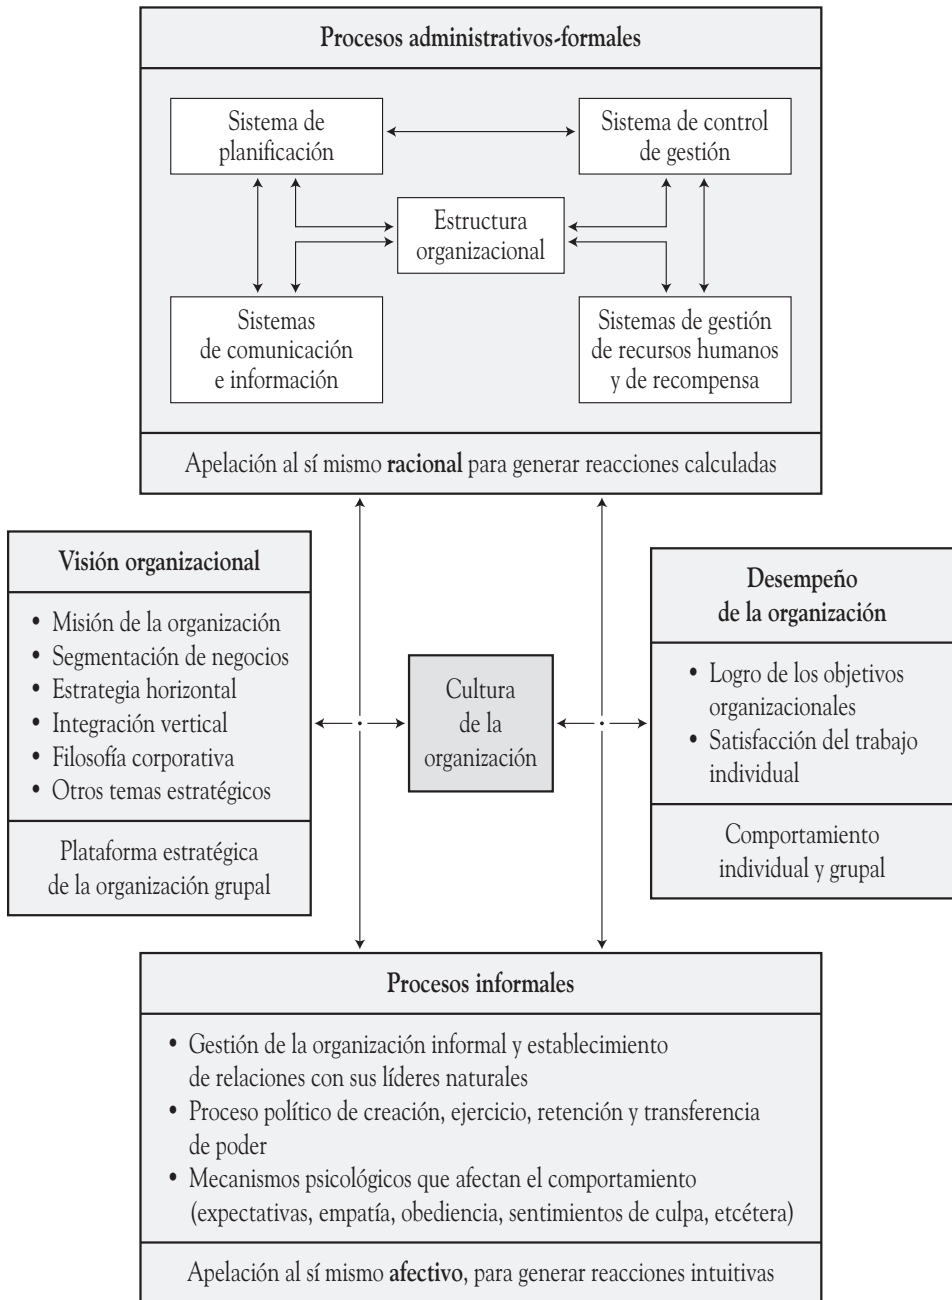 Procesos administrativos-formales
Sistema de
planificación
Sistema de control
de gestión
Estructura
organizacional
Sistemas
de comunicación
e información
Sistemas de gestión
de recursos humanos
y de recompensa
Apelación al sí mismo racional para generar reacciones calculadas
Visión organizacional
• Misión de la organización
• Segmentación de negocios
• Estrategia horizontal
• Integración vertical
• Filosofía corporativa
• Otros temas estratégicos
Plataforma estratégica
de la organización grupal
Cultura
de la
organización
Desempeño
de la organización
• Logro de los objetivos
organizacionales
• Satisfacción del trabajo
individual
Comportamiento
individual y grupal
Procesos informales
• Gestión de la organización informal y establecimiento
de relaciones con sus líderes naturales
• Proceso político de creación, ejercicio, retención y transferencia
de poder
• Mecanismos psicológicos que afectan el comportamiento
(expectativas, empatía, obediencia, sentimientos de culpa, etcétera)
Apelación al sí mismo afectivo, para generar reacciones intuitivas